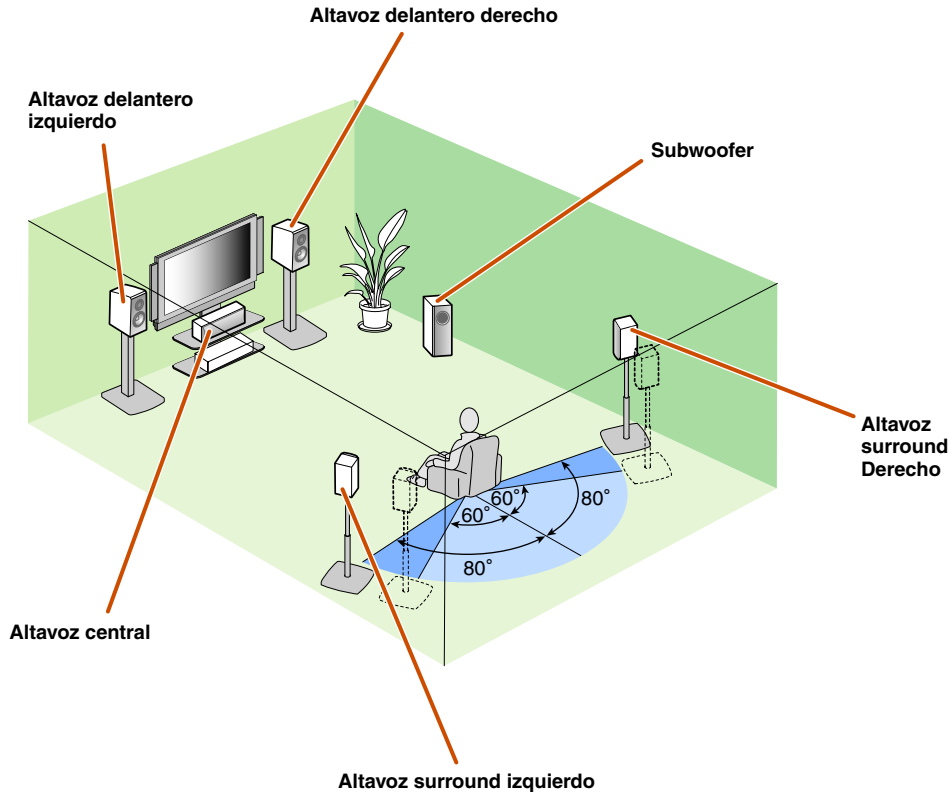 Altavoz delantero derecho
Altavoz delantero
izquierdo
Subwoofer
Altavoz
surround
Derecho
60˚
60˚
80˚
80˚
Altavoz central
Altavoz surround izquierdo